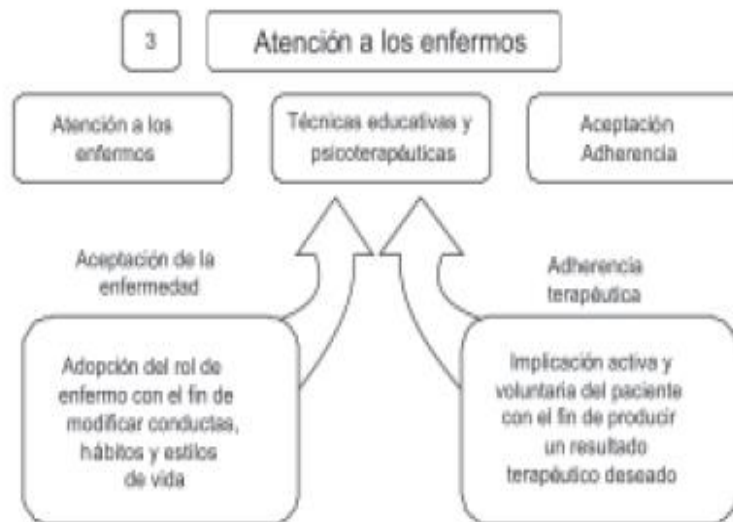 3
Atención a los enfermos
Atención a los
enfermos
Técnicas educativas y
psicoterapéuticas
Aceptación
Adherencia
Aceptación de la
enfermedad
Adherencia
terapéutica
Adopción del rol de
enfermo con el fin de
modificar conductas,
hábitos y estilos
de vida
Implicación activa y
voluntaria del paciente
con el fin de producir
un resultado
terapéutico deseado